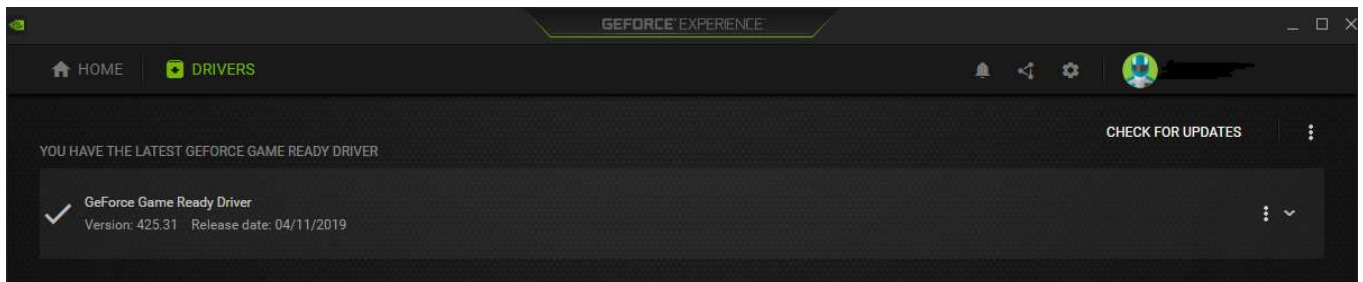 GEFORCE EXPERIENCE
HOME DRIVERS
CHECK FOR UPDATES
YOU HAVE THE LATEST GEFORCE GAME READY DRIVER
GeForce Game Ready Driver
Version: 425.31 Release date: 04/11/2019